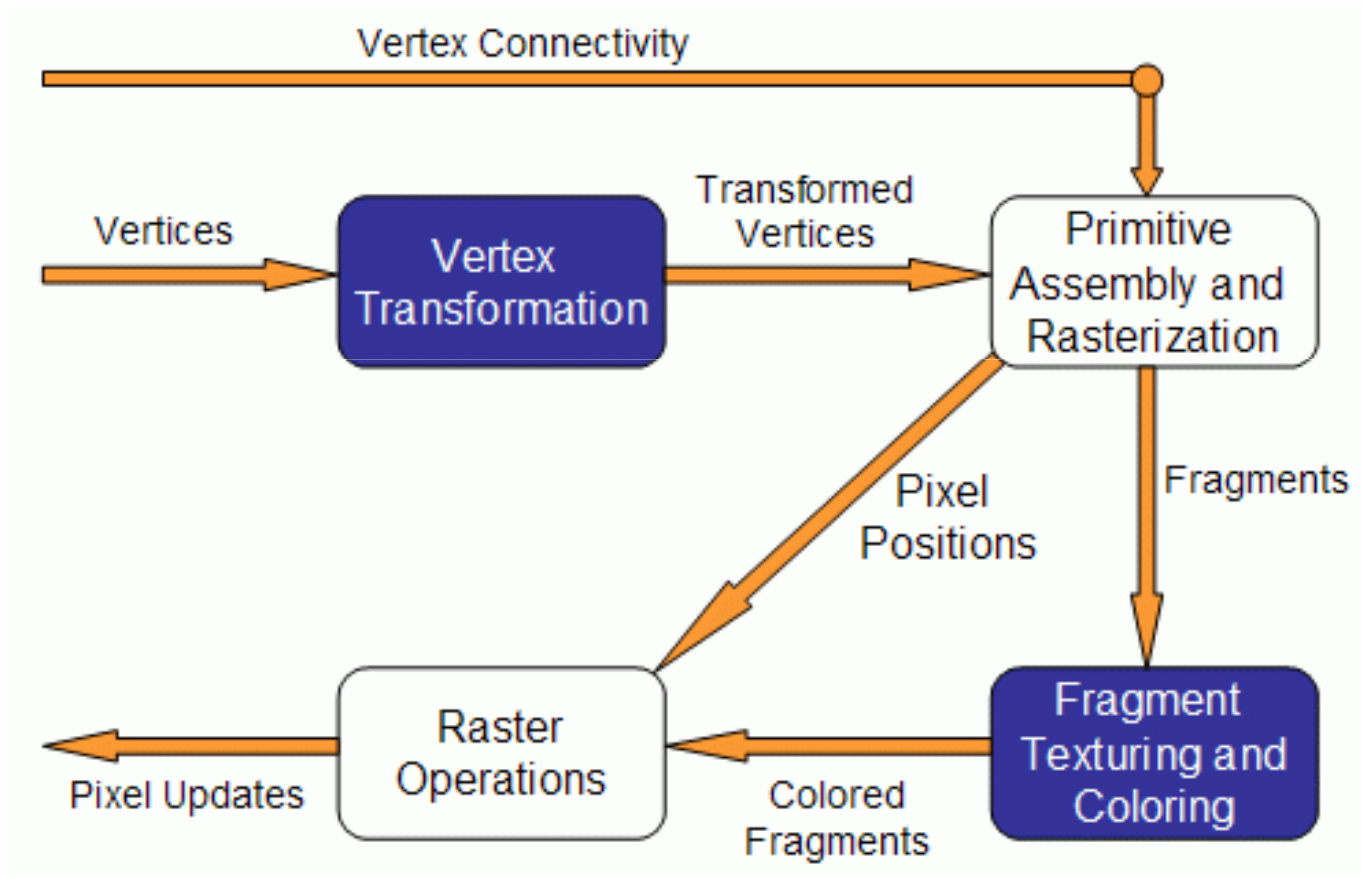 Vertex Connectivity
Vertices
Vertex
Transformation
Transformed
Vertices
Primitive
Assembly and
Rasterization
Pixel
Positions
Fragments
Fragment
Texturing and
Coloring
Colored
Fragments
Raster
Operations
Pixel Updates